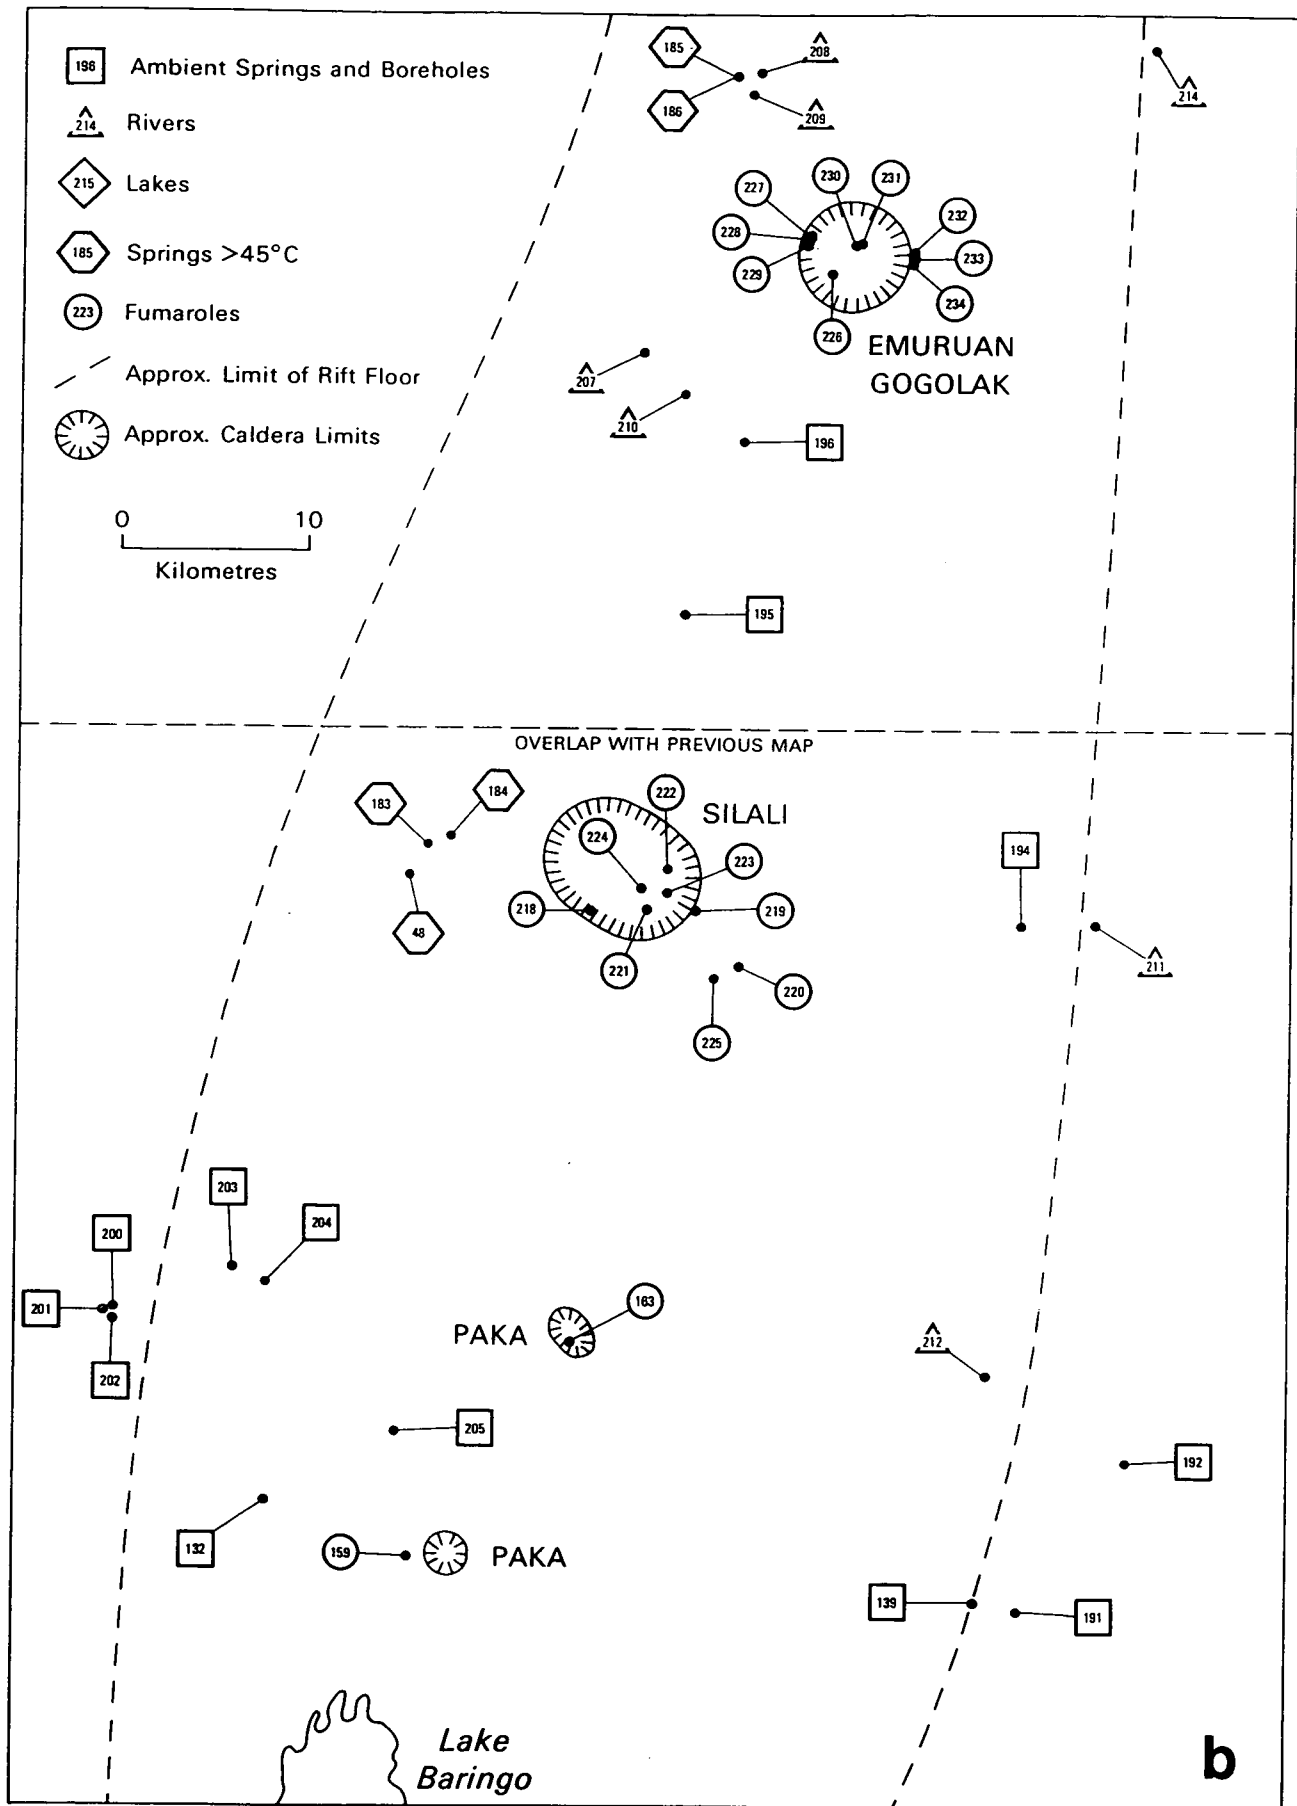 196 Ambient Springs and Boreholes
214 Rivers
215 Lakes
185 Springs >45°C
223 Fumaroles
Approx. Limit of Rift Floor
Approx. Caldera Limits
0 10
Kilometres
185
208
186
209
214
230
231
227
232
228
233
229
234
226
EMURUAN
GOGOLAK
207
210
196
195
OVERLAP WITH PREVIOUS MAP
183
184
222
SILALI
224
223
194
218
219
48
221
220
211
225
203
204
200
201
163
PAKA
212
202
205
192
132
159
PAKA
139
191
Lake
Baringo
b